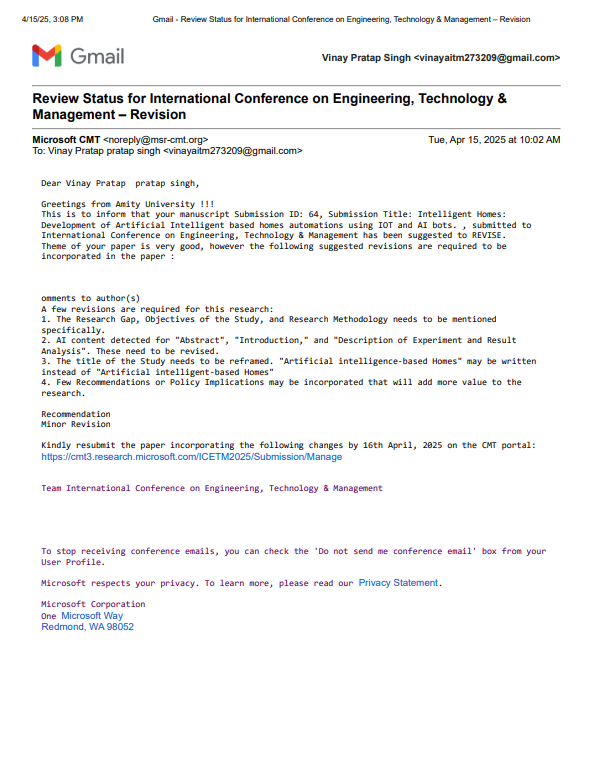 4/15/25, 3:08 PM Gmail - Review Status for International Conference on Engineering, Technology & Management – Revision
Gmail
Vinay Pratap Singh <vinayaitm273209@gmail.com>
Review Status for International Conference on Engineering, Technology &
Management – Revision
Microsoft CMT <noreply@msr-cmt.org> Tue, Apr 15, 2025 at 10:02 AM
To: Vinay Pratap pratap singh <vinayaitm273209@gmail.com>
Dear Vinay Pratap  pratap singh,
Greetings from Amity University !!!
This is to inform that your manuscript Submission ID: 64, Submission Title: Intelligent Homes:
Development of Artificial Intelligent based homes automations using IOT and AI bots. , submitted to
International Conference on Engineering, Technology & Management has been suggested to REVISE.
Theme of your paper is very good, however the following suggested revisions are required to be
incorporated in the paper :
omments to author(s)
A few revisions are required for this research:
1. The Research Gap, Objectives of the Study, and Research Methodology needs to be mentioned
specifically.
2. AI content detected for "Abstract", "Introduction," and "Description of Experiment and Result
Analysis". These need to be revised.
3. The title of the Study needs to be reframed. "Artificial intelligence-based Homes" may be written
instead of "Artificial intelligent-based Homes"
4. Few Recommendations or Policy Implications may be incorporated that will add more value to the
research.
Recommendation
Minor Revision
Kindly resubmit the paper incorporating the following changes by 16th April, 2025 on the CMT portal:
https://cmt3.research.microsoft.com/ICETM2025/Submission/Manage
Team International Conference on Engineering, Technology & Management
To stop receiving conference emails, you can check the 'Do not send me conference email' box from your
User Profile.
Microsoft respects your privacy. To learn more, please read our Privacy Statement.
Microsoft Corporation
One Microsoft Way
Redmond, WA 98052